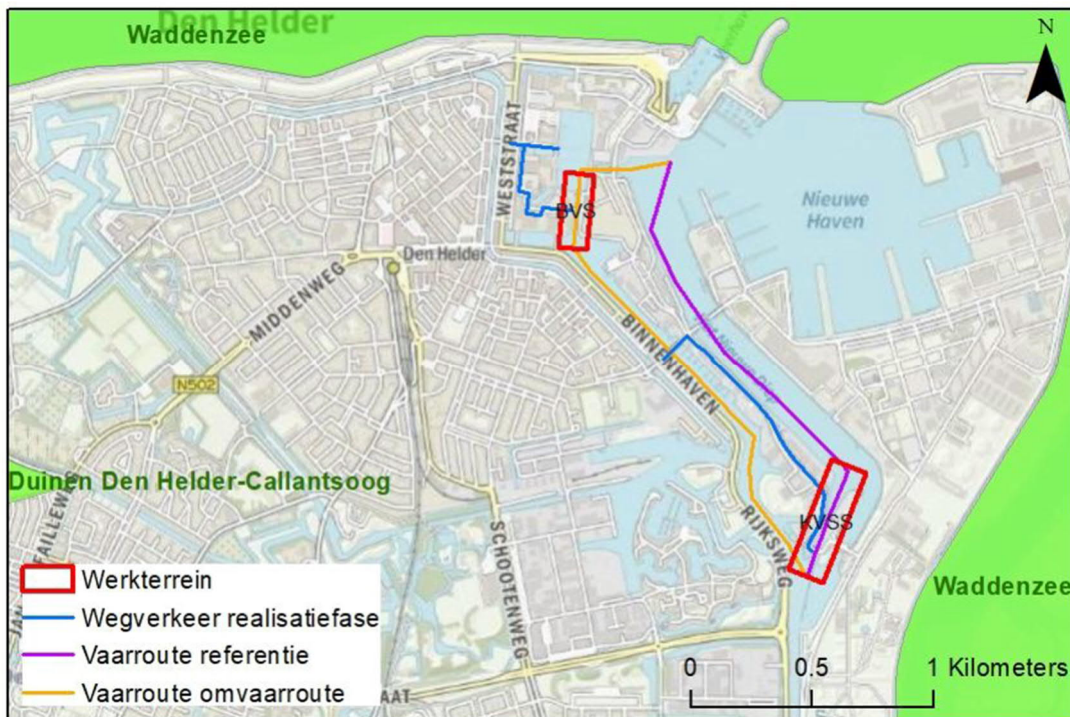 Den Helder
Waddenzee
N
WESTSTRAAT
Nieuwe
Haven
BVS
Den Helder
MIDDENWEG
BINNENHAVEN
N502
Duinen Den Helder-Callantsoog
KVSS
RIJKSWEG
SCHOOTENWEG
Waddenzee
Werkterrein
Wegverkeer realisatiefase
Vaarroute referentie
Vaarroute omvaarroute
0 0.5 1 Kilometers